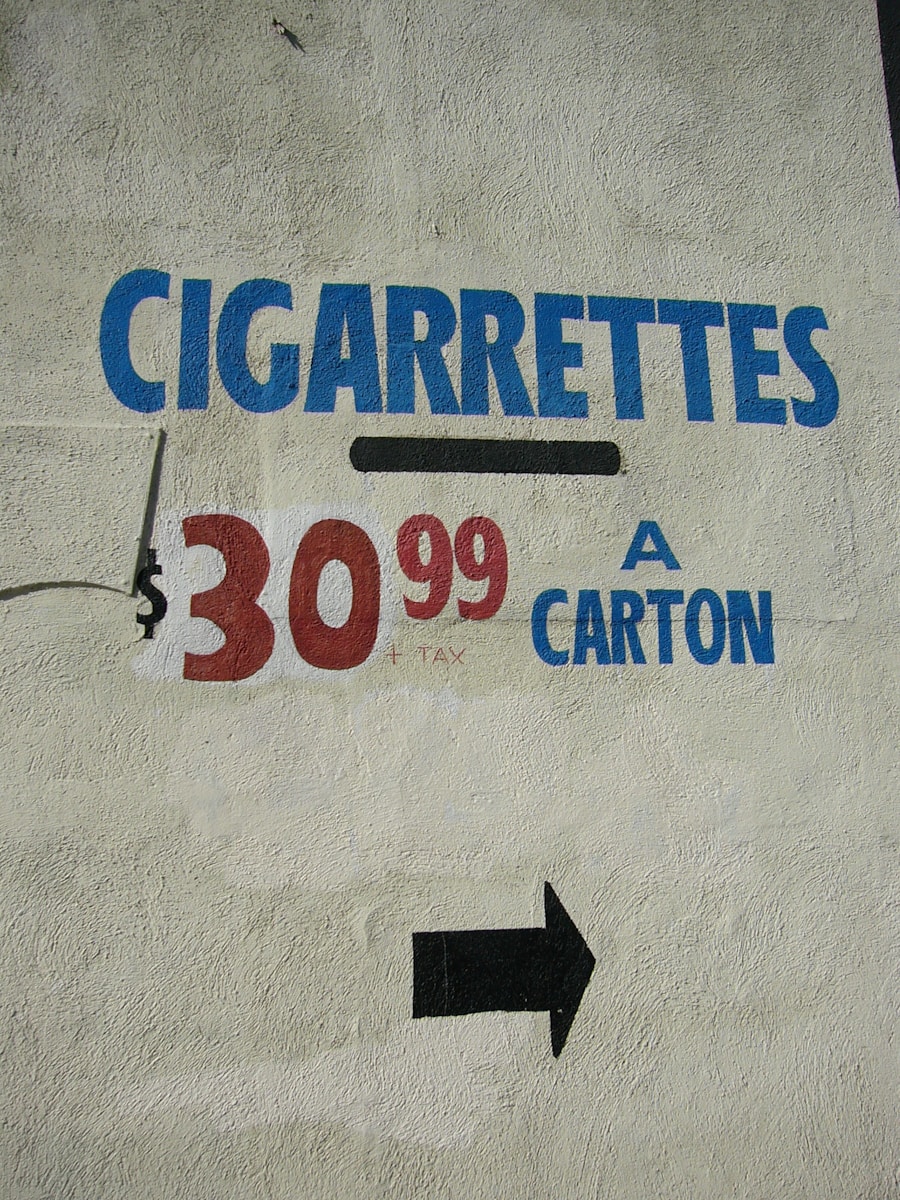 CIGARRETTES
$3099 A
+ TAX CARTON